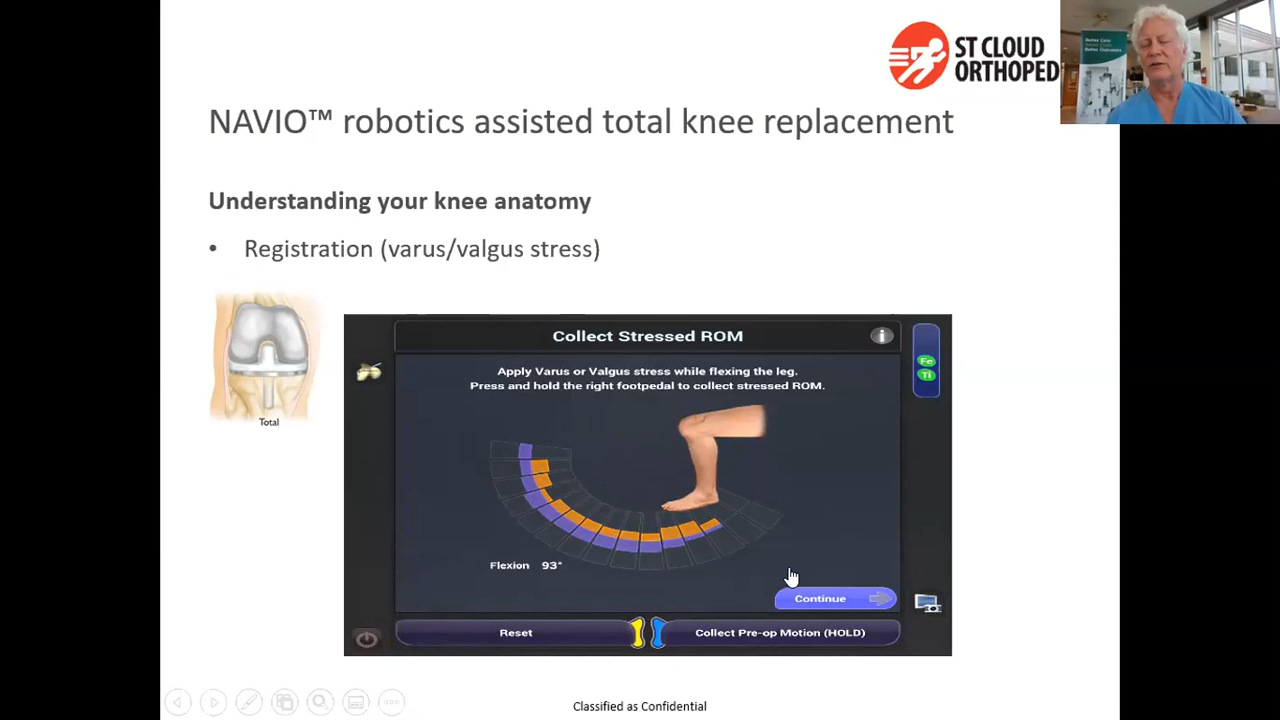 ST CLOUD
ORTHOPED
Better Outcomes
NAVIO™ robotics assisted total knee replacement
Understanding your knee anatomy
• Registration (varus/valgus stress)
Total
Collect Stressed ROM
i
Apply Varus or Valgus stress while flexing the leg.
Press and hold the right footpedal to collect stressed ROM.
Fe
Ti
Flexion 93°
Continue
Reset
Collect Pre-op Motion (HOLD)
Classified as Confidential